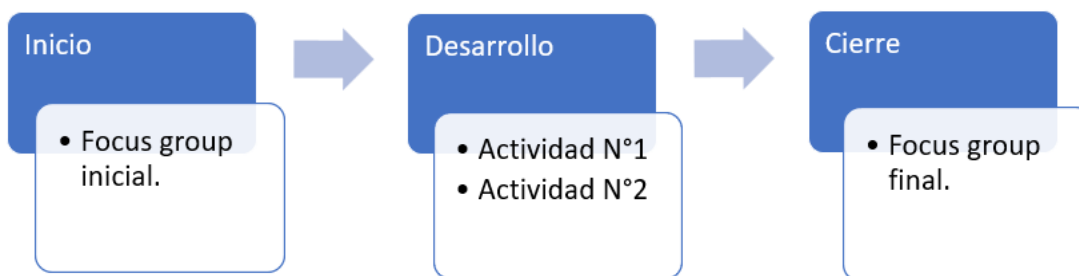 Inicio
• Focus group
inicial.
Desarrollo
• Actividad N°1
• Actividad N°2
Cierre
• Focus group
final.